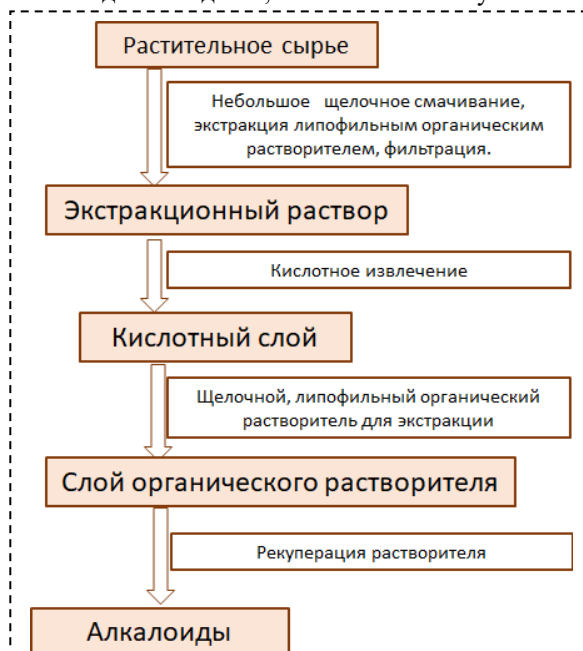 Растительное сырье
Небольшое щелочное смачивание,
экстракция липофильным органическим
растворителем, фильтрация.
Экстракционный раствор
Кислотное извлечение
Кислотный слой
Щелочной, липофильный органический
растворитель для экстракции
Слой органического растворителя
Рекуперация растворителя
Алкалоиды